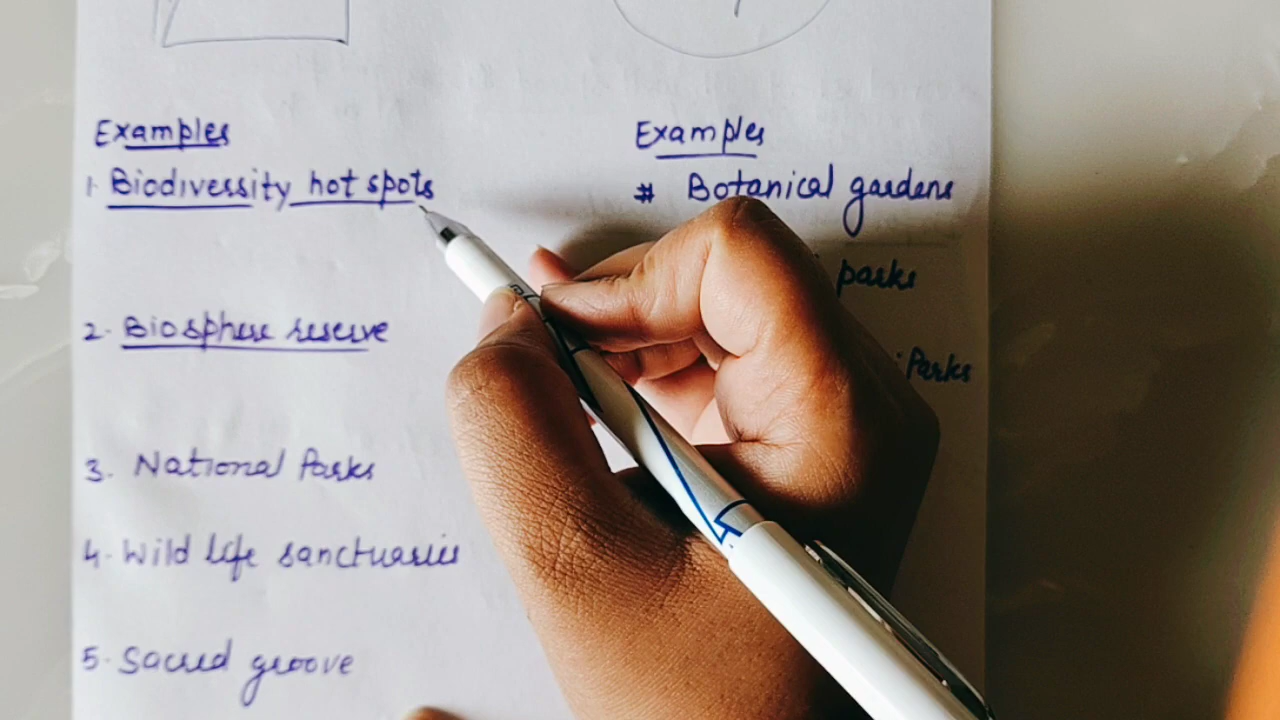 Examples
1. Biodiversity hot spots
2. Biosphere reserve
3. National Parks
4. Wild life sanctuaries
5. Sacred groove
Examples
# Botanical gardens
parks
Parks